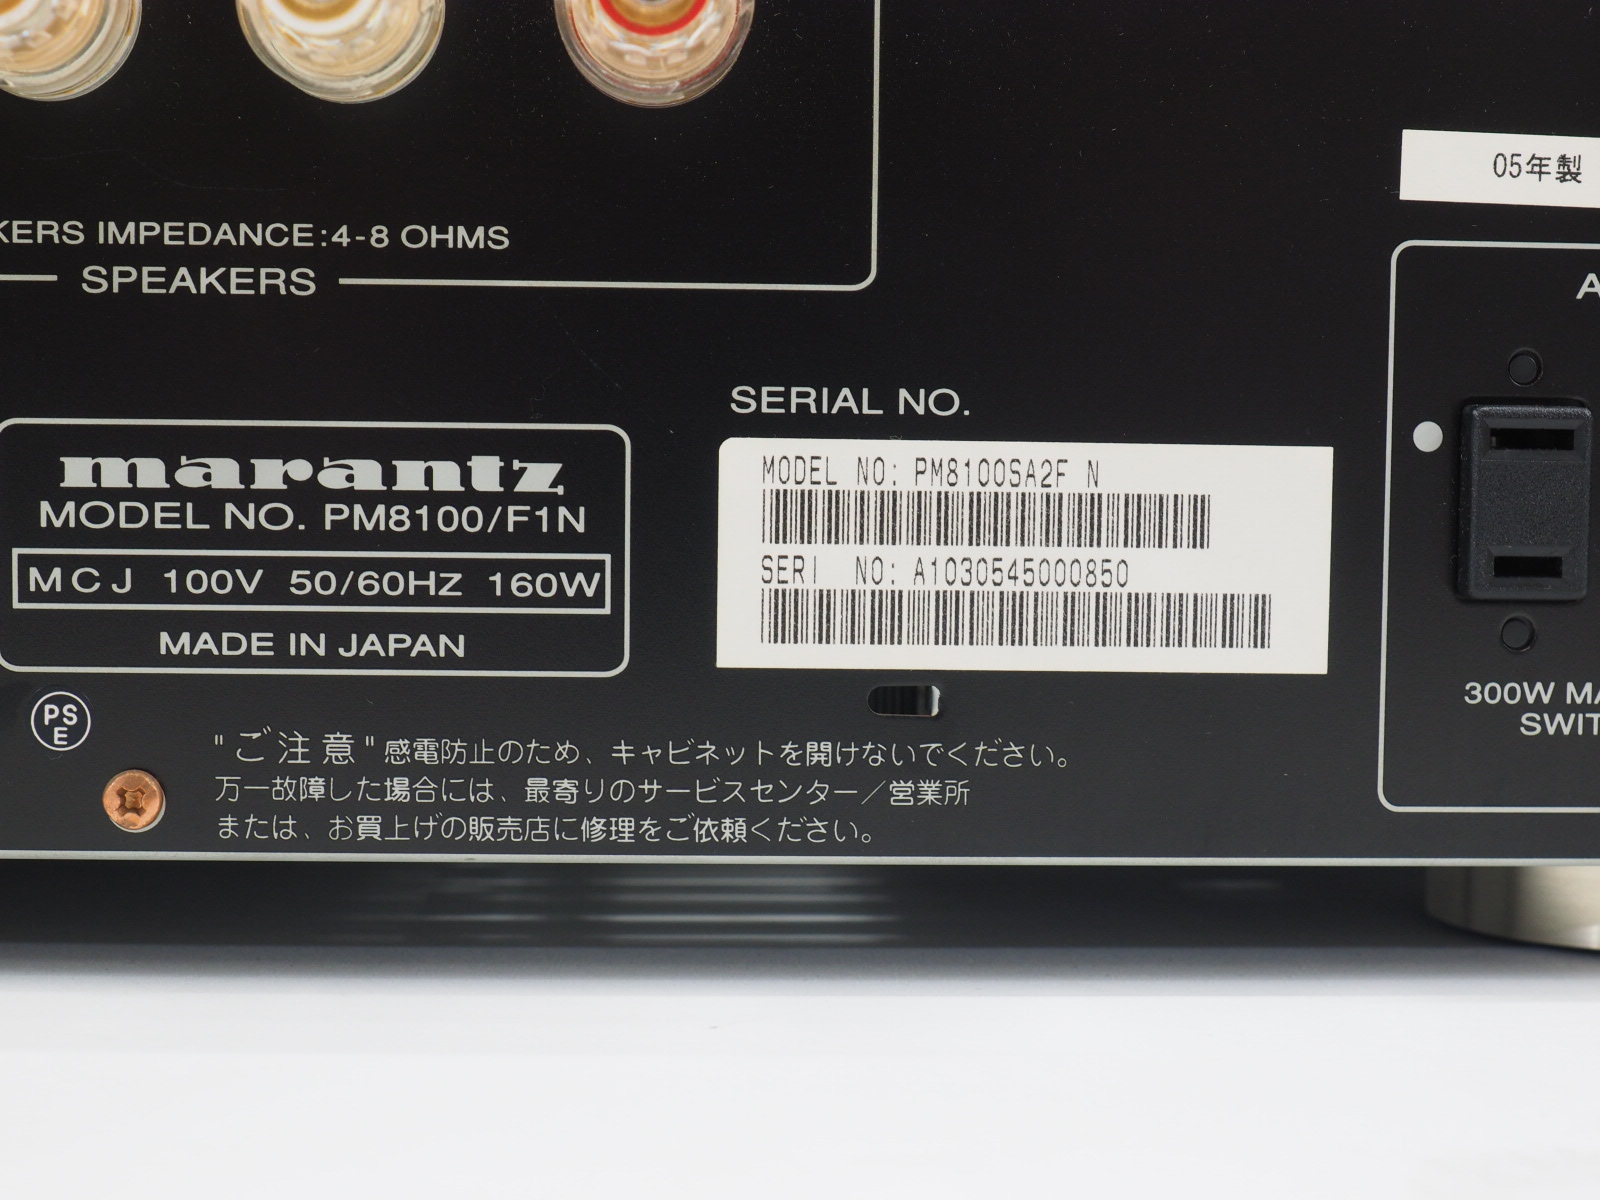 KERS IMPEDANCE:4-8 OHMS
SPEAKERS
05年製
SERIAL NO.
marantz
MODEL NO. PM8100/F1N
MCJ 100V 50/60HZ 160W
MADE IN JAPAN
MODEL NO: PM8100SA2F N
SERI NO: A1030545000850
A
300W MA
SWIT
PS
E
"ご注意"感電防止のため、キャビネットを開けないでください。
万一故障した場合には、最寄りのサービスセンター／営業所
または、お買上げの販売店に修理をご依頼ください。